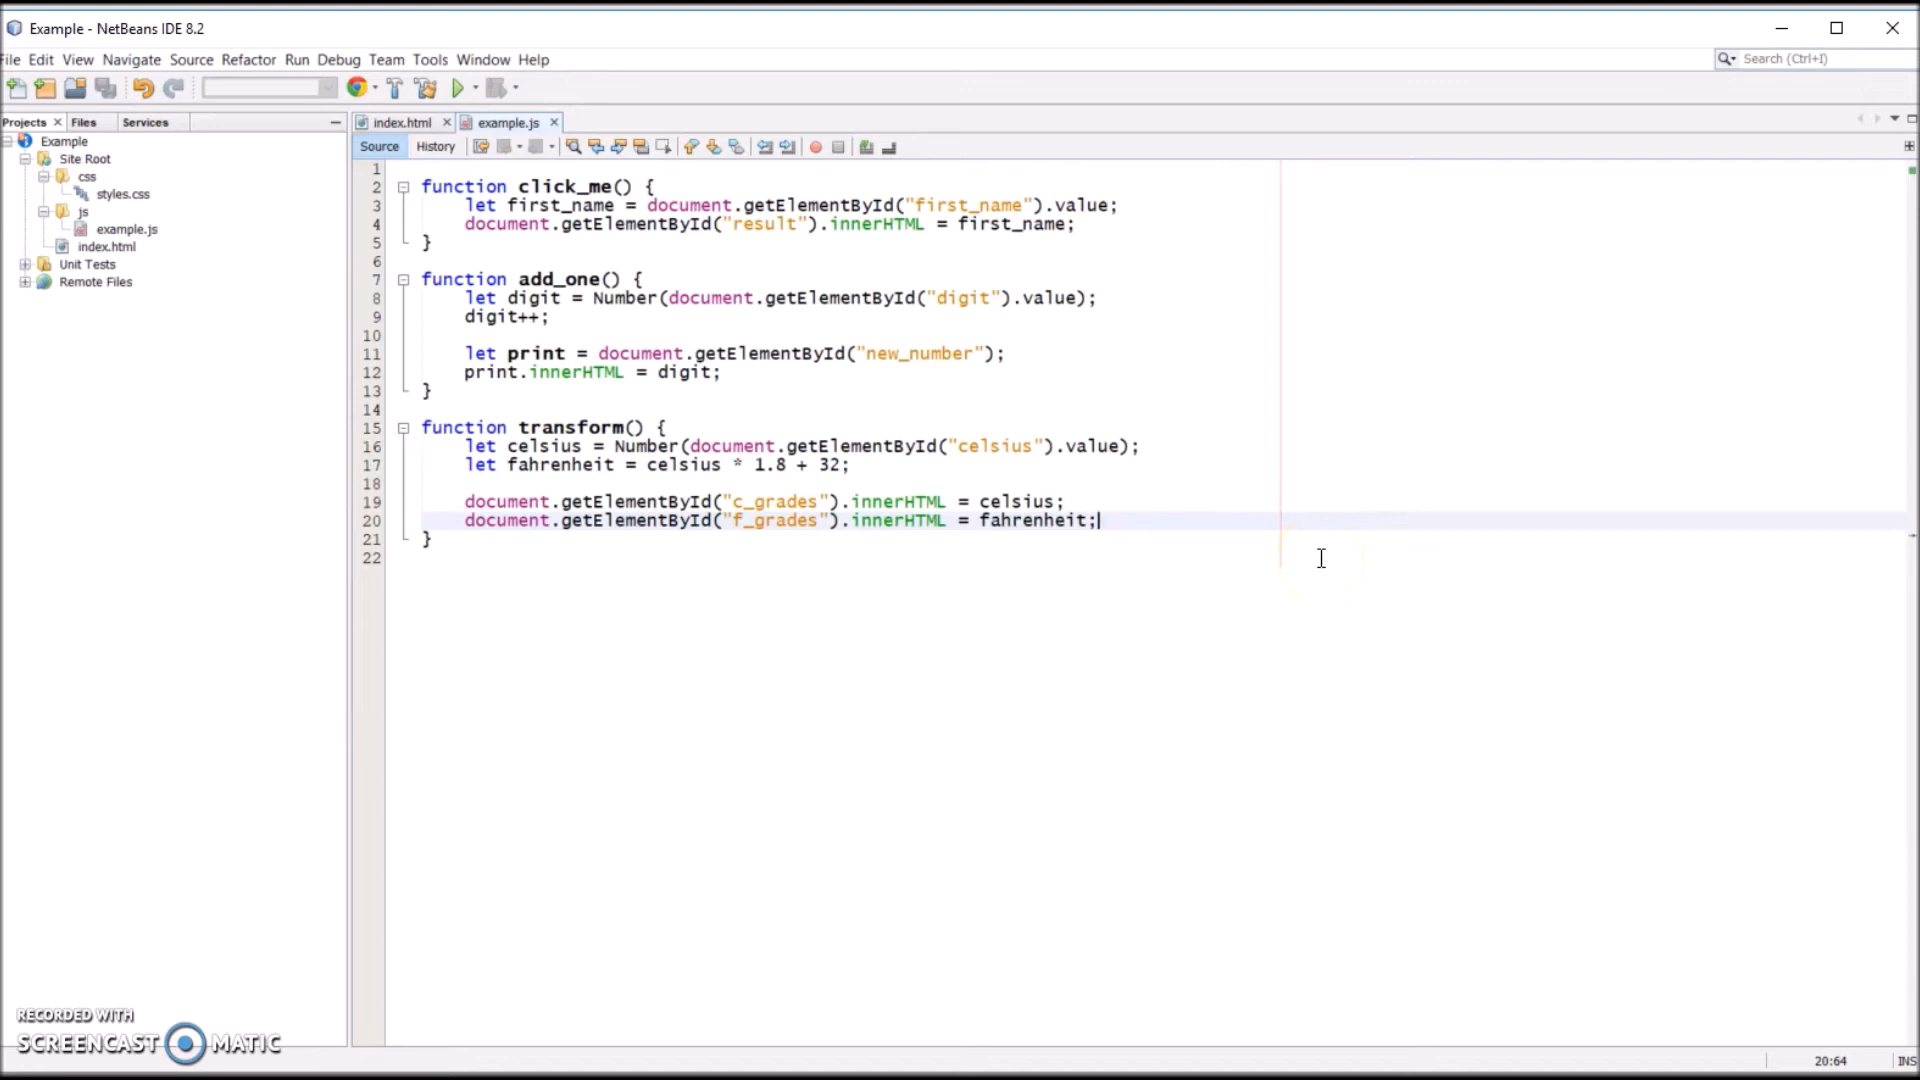 Example - NetBeans IDE 8.2
File Edit View Navigate Source Refactor Run Debug Team Tools Window Help
Search (Ctrl+I)
Projects Files Services
index.html example.js
Source History
Example
Site Root
css
styles.css
js
example.js
index.html
Unit Tests
Remote Files
1
2 function click_me() {
3 let first_name = document.getElementById("first_name").value;
4 document.getElementById("result").innerHTML = first_name;
5 }
6
7 function add_one() {
8 let digit = Number(document.getElementById("digit").value);
9 digit++;
10
11 let print = document.getElementById("new_number");
12 print.innerHTML = digit;
13 }
14
15 function transform() {
16 let celsius = Number(document.getElementById("celsius").value);
17 let fahrenheit = celsius * 1.8 + 32;
18
19 document.getElementById("c_grades").innerHTML = celsius;
20 document.getElementById("f_grades").innerHTML = fahrenheit;
21 }
22
RECORDED WITH
SCREENCAST MATIC
20:64 INS